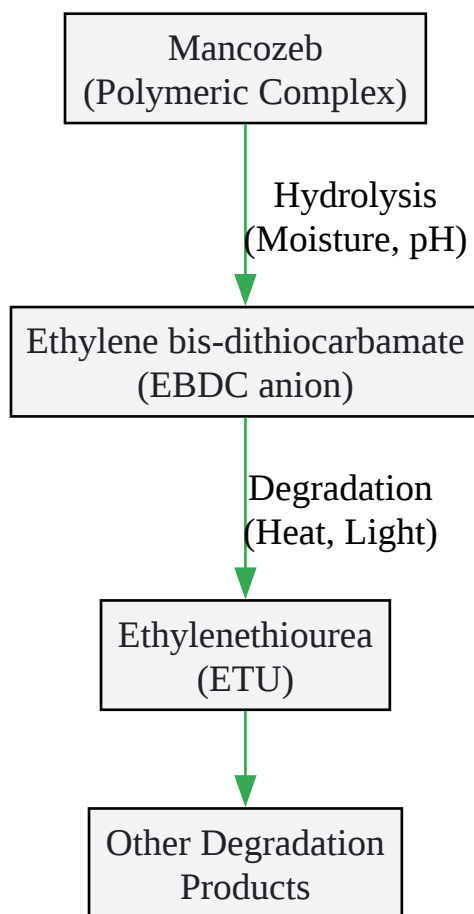 Mancozeb
(Polymeric Complex)
Hydrolysis
(Moisture, pH)
Ethylene bis-dithiocarbamate
(EBDC anion)
Degradation
(Heat, Light)
Ethylenethiourea
(ETU)
Other Degradation
Products